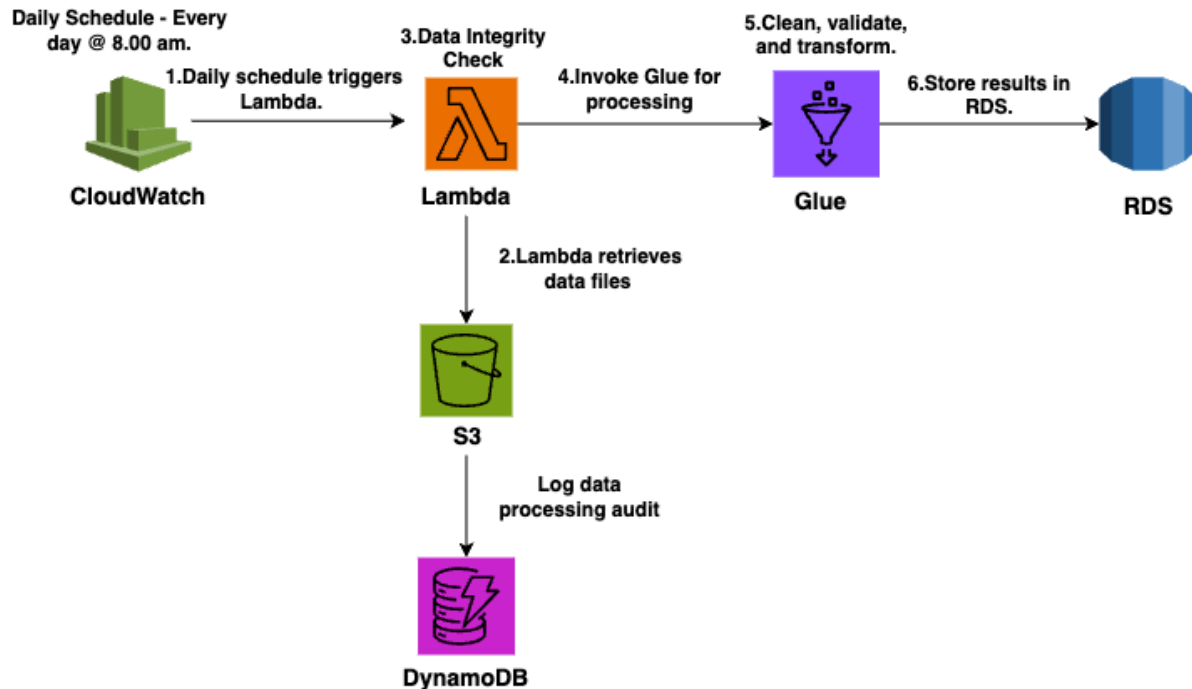 Daily Schedule - Every
day @ 8.00 am.
1.Daily schedule triggers
Lambda.
CloudWatch
3.Data Integrity
Check
Lambda
4.Invoke Glue for
processing
5.Clean, validate,
and transform.
Glue
6.Store results in
RDS.
RDS
2.Lambda retrieves
data files
S3
Log data
processing audit
DynamoDB